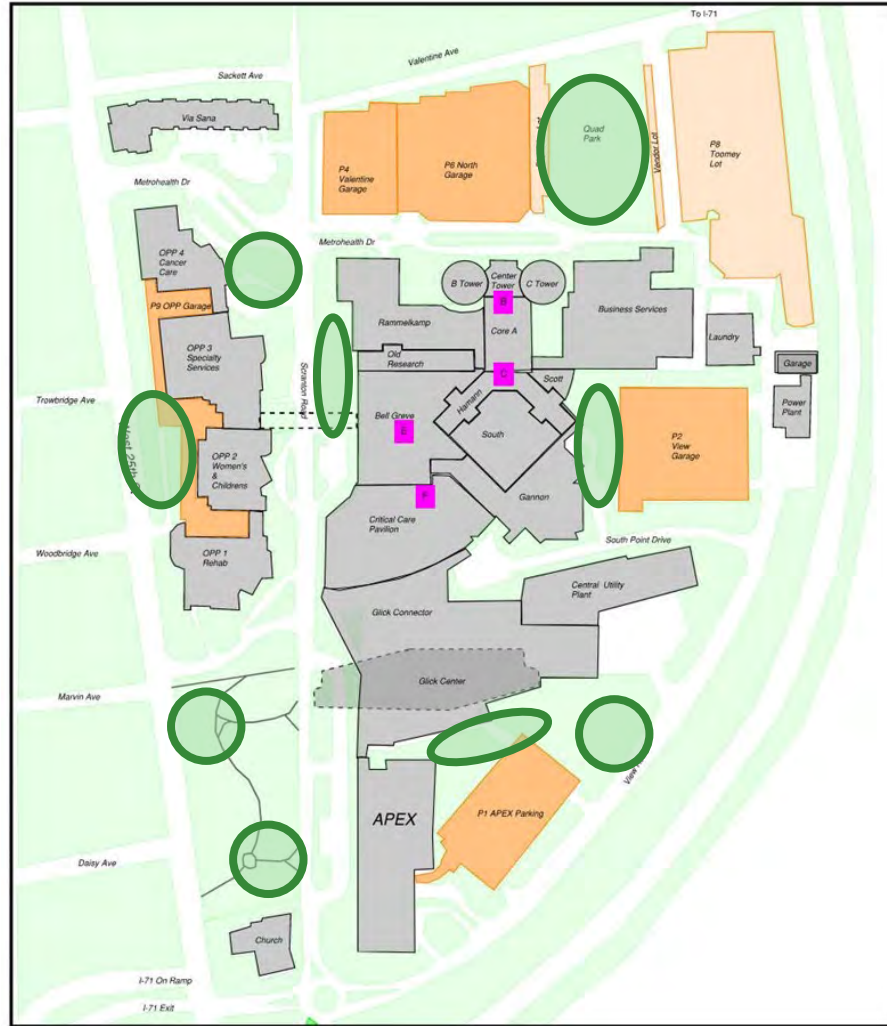 To I-71
Valentine Ave
Sackett Ave
Via Sana
Quad
Park
P4
Valentine
Garage
P6 North
Garage
Vendor Lot
P8
Toomey
Lot
Metrohealth Dr
Metrohealth Dr
OPP 4
Cancer
Care
B Tower
Center
Tower
C Tower
B
P9 OPP Garage
Rammelkamp
Core A
Business Services
Laundry
OPP 3
Specialty
Services
Old
Research
Garage
Scranton Road
C
Scott
Hamann
Trowbridge Ave
Power
Plant
Bell Greve
E
South
P2
View
Garage
West 25th
OPP 2
Women's
&
Childrens
F
Gannon
Critical Care
Pavilion
South Point Drive
Woodbridge Ave
OPP 1
Rehab
Central Utility
Plant
Glick Connector
Glick Center
Marvin Ave
View
P1 APEX Parking
APEX
Daisy Ave
Church
I-71 On Ramp
I-71 Exit